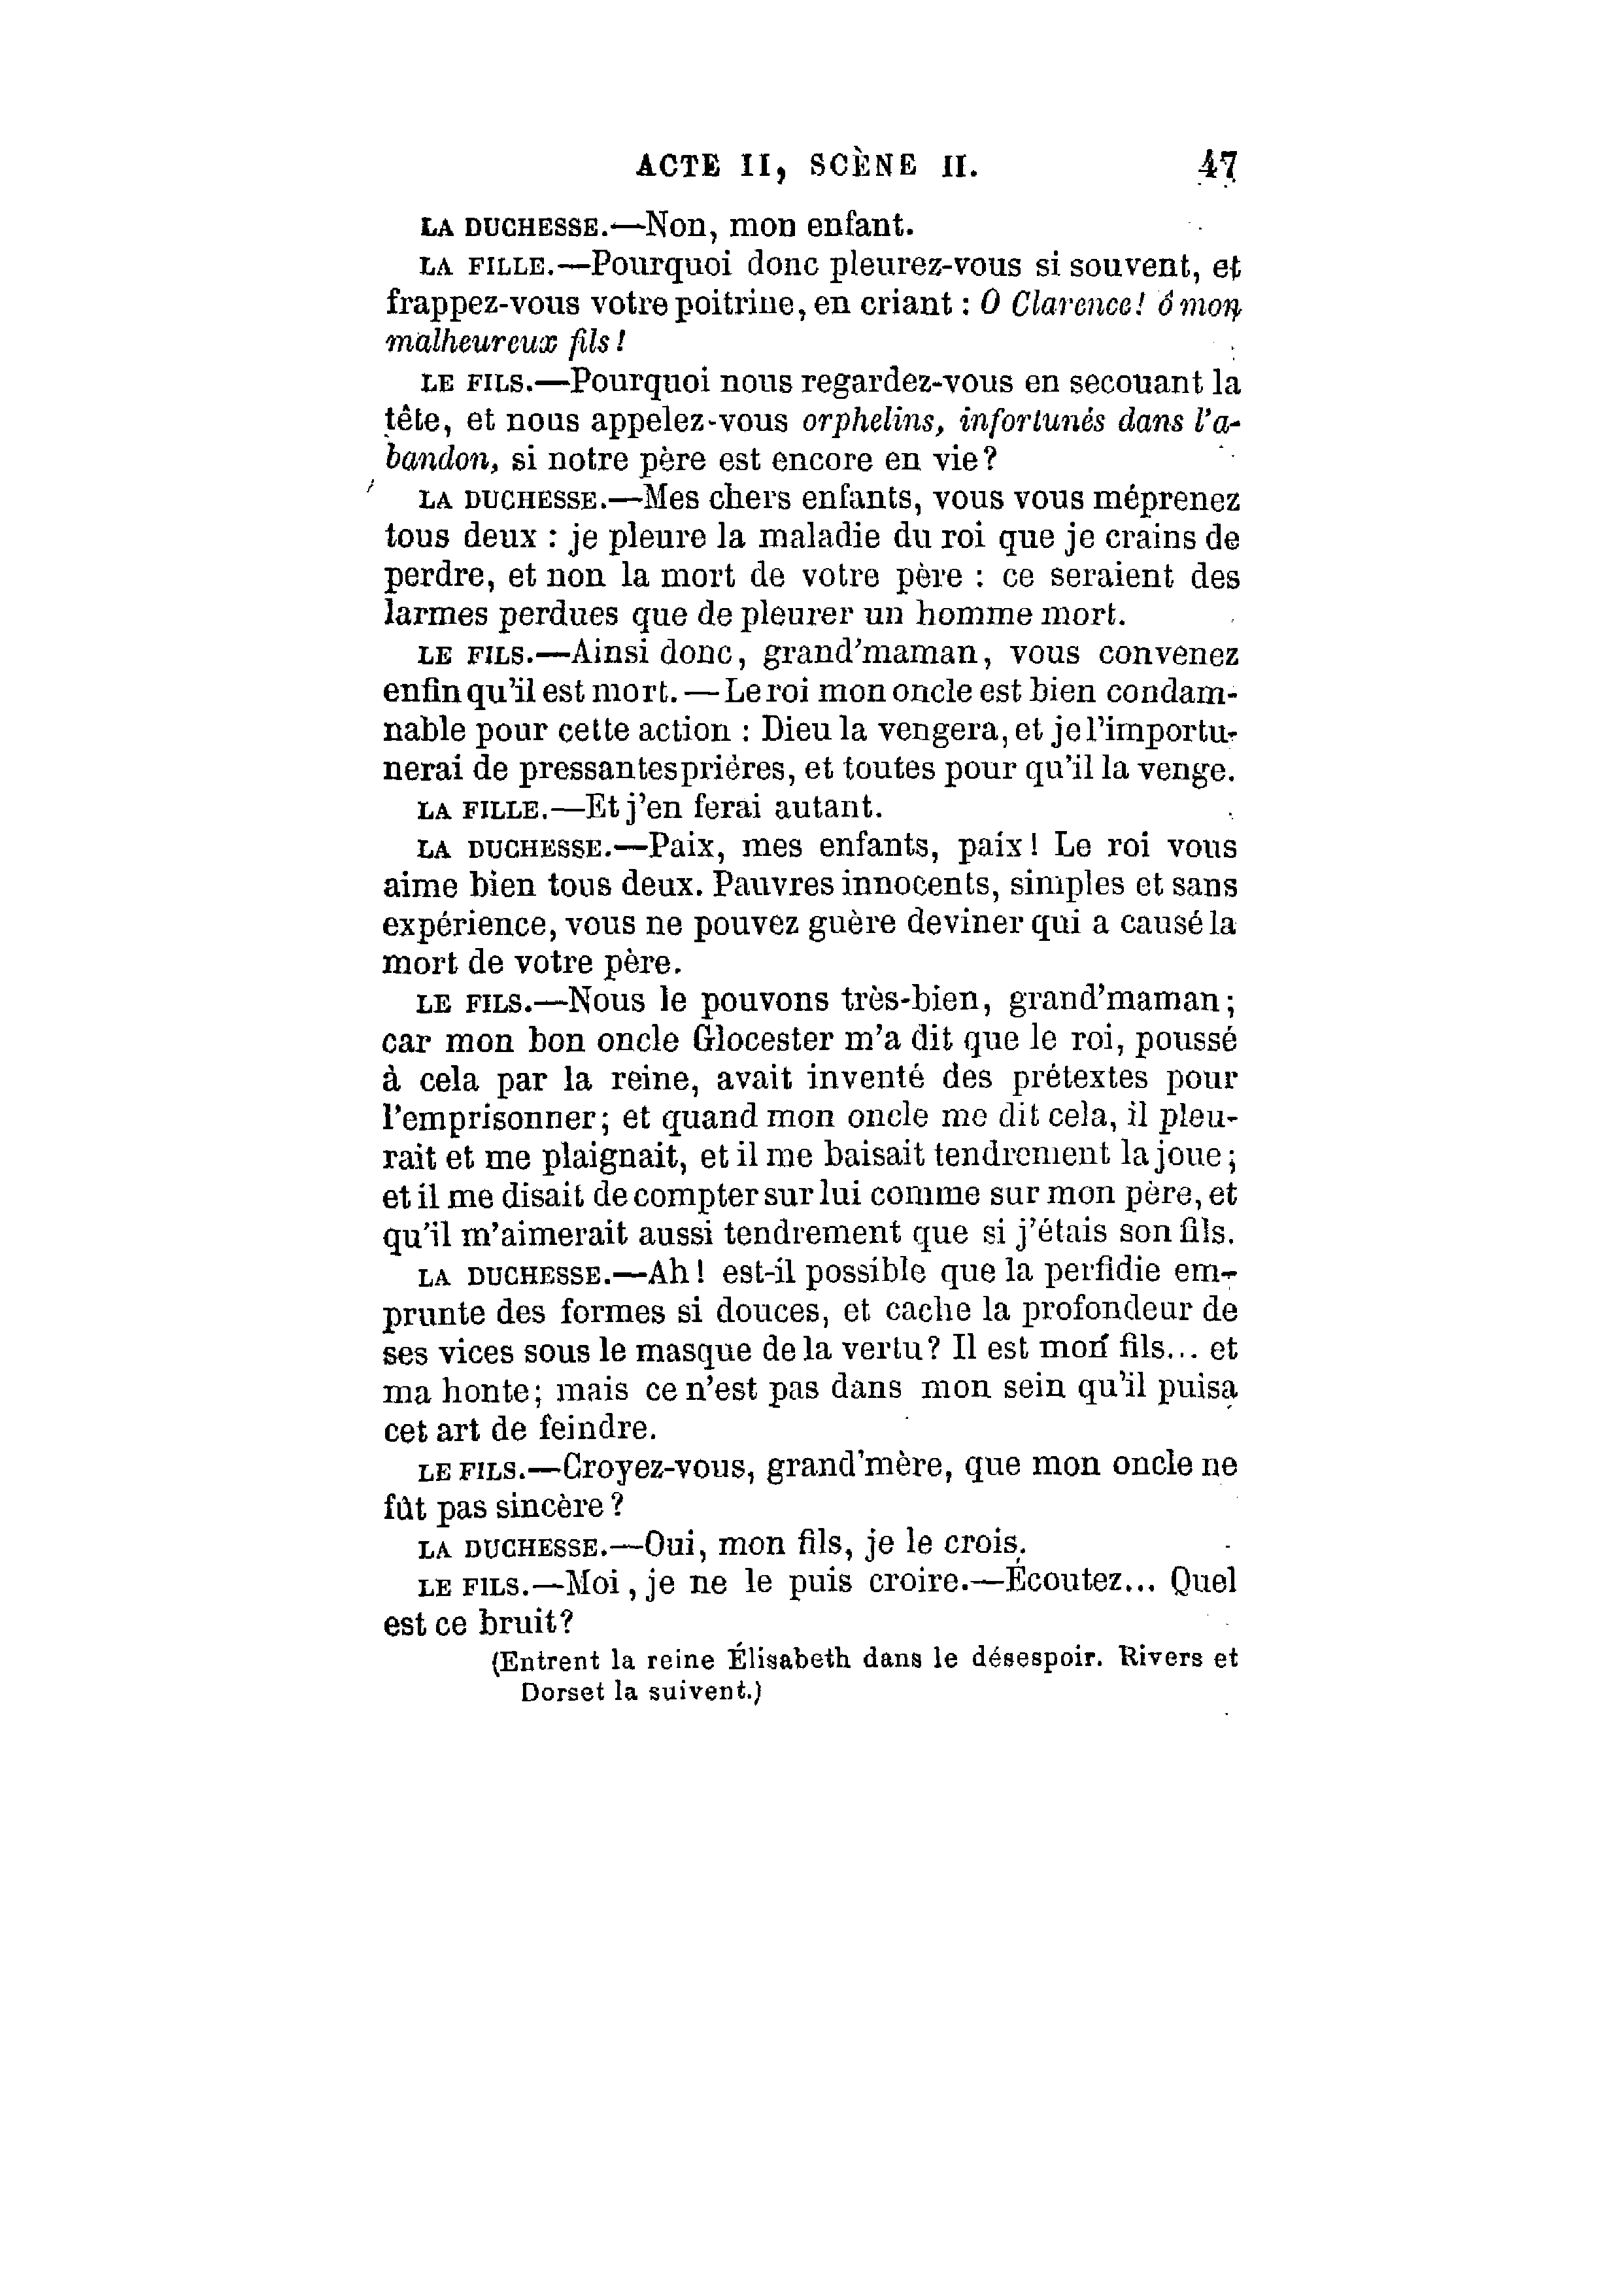 ACTE II, SCÈNE II. 47
LA DUCHESSE.—Non, mon enfant.
LA FILLE.—Pourquoi donc pleurez-vous si souvent, et
frappez-vous votre poitrine, en criant : O Clarence! ô mon
malheureux fils!
LE FILS.—Pourquoi nous regardez-vous en secouant la
tête, et nous appelez-vous orphelins, infortunés dans l'a-
bandon, si notre père est encore en vie?
LA DUCHESSE.—Mes chers enfants, vous vous méprenez
tous deux : je pleure la maladie du roi que je crains de
perdre, et non la mort de votre père : ce seraient des
larmes perdues que de pleurer un homme mort.
LE FILS.—Ainsi donc, grand'maman, vous convenez
enfin qu'il est mort.—Le roi mon oncle est bien condam-
nable pour cette action : Dieu la vengera, et je l'importu-
nerai de pressantes prières, et toutes pour qu'il la venge.
LA FILLE.—Et j'en ferai autant.
LA DUCHESSE.—Paix, mes enfants, paix! Le roi vous
aime bien tous deux. Pauvres innocents, simples et sans
expérience, vous ne pouvez guère deviner qui a causé la
mort de votre père.
LE FILS.—Nous le pouvons très-bien, grand'maman;
car mon bon oncle Glocester m'a dit que le roi, poussé
à cela par la reine, avait inventé des prétextes pour
l'emprisonner; et quand mon oncle me dit cela, il pleu-
rait et me plaignait, et il me baisait tendrement la joue;
et il me disait de compter sur lui comme sur mon père, et
qu'il m'aimerait aussi tendrement que si j'étais son fils.
LA DUCHESSE.—Ah! est-il possible que la perfidie em-
prunte des formes si douces, et cache la profondeur de
ses vices sous le masque de la vertu? Il est mon fils... et
ma honte; mais ce n'est pas dans mon sein qu'il puisa
cet art de feindre.
LE FILS.—Croyez-vous, grand'mère, que mon oncle ne
fût pas sincère?
LA DUCHESSE.—Oui, mon fils, je le crois.
LE FILS.—Moi, je ne le puis croire.—Écoutez... Quel
est ce bruit?
(Entrent la reine Élisabeth dans le désespoir. Rivers et
Dorset la suivent.)